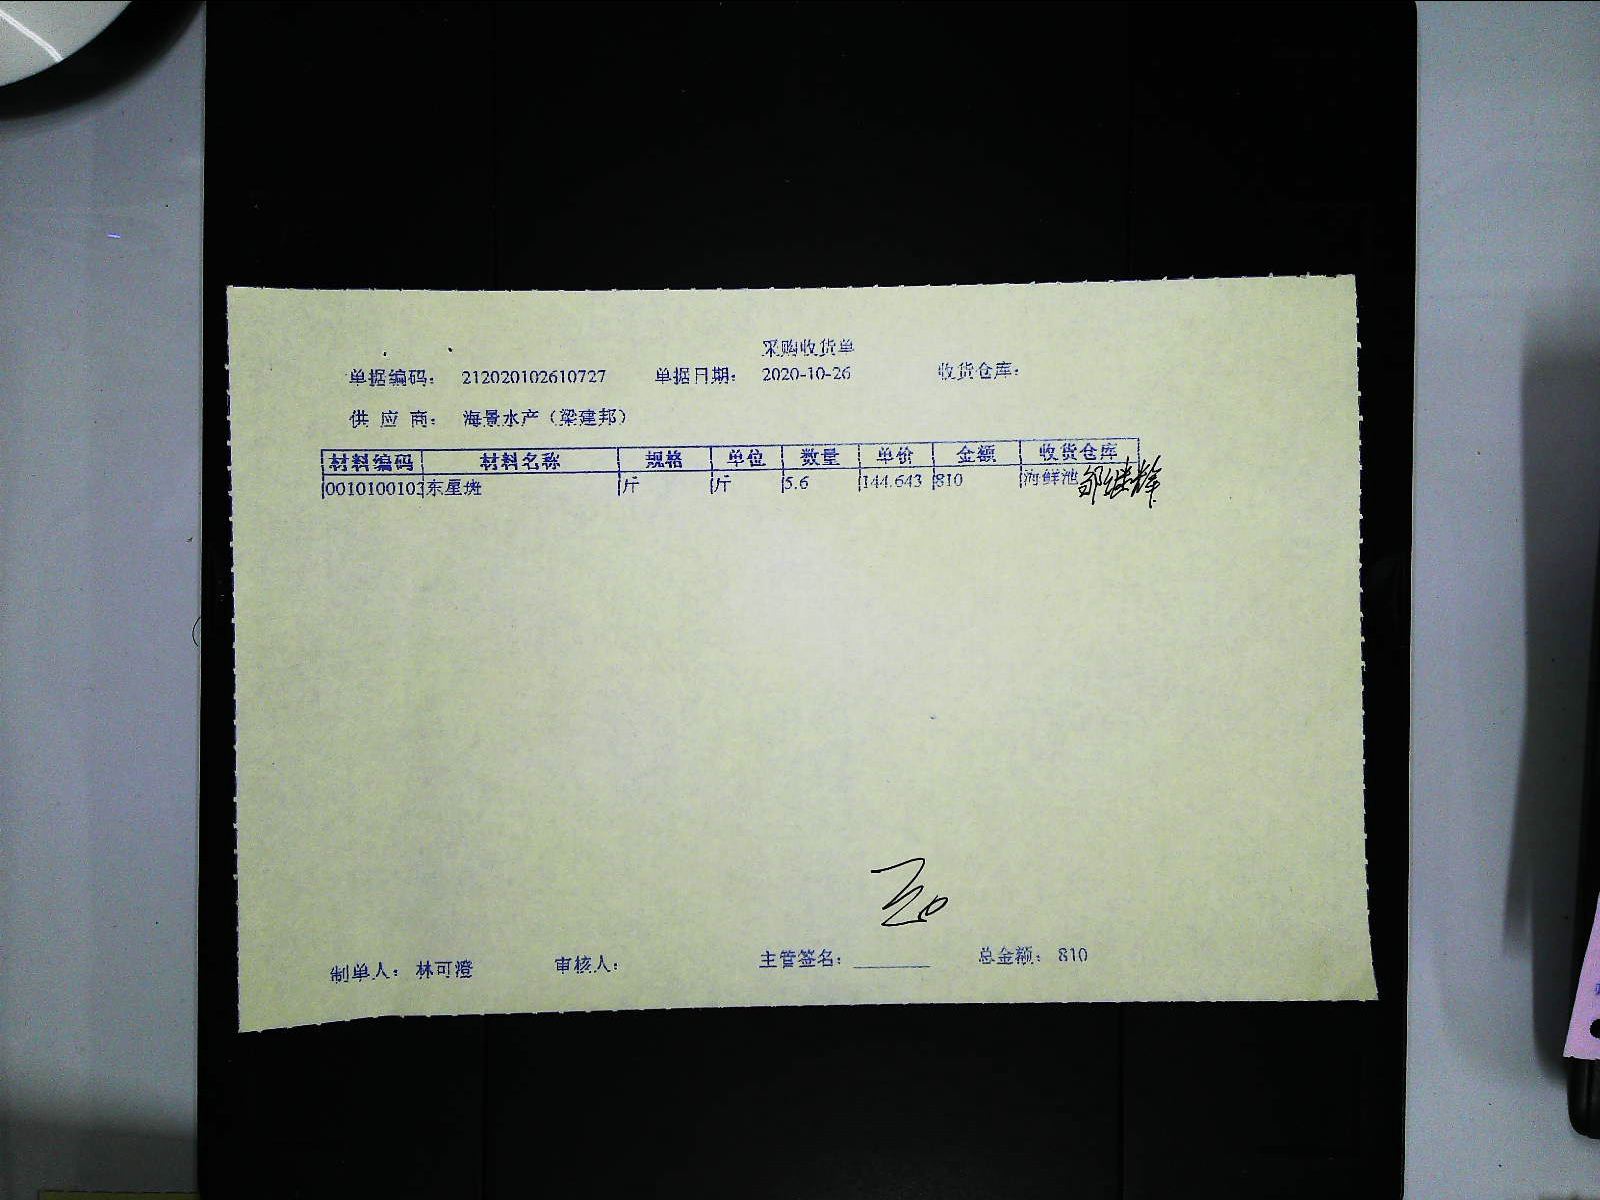 采购收货单
单据编码： 212020102610727 单据日期： 2020-10-26 收货仓库：
供 应 商： 海景水产（梁建邦）
材料编码 材料名称 规格 单位 数量 单价 金额 收货仓库
0010100102 东星斑 斤 斤 5.6 144.643 810 海鲜池 邹继辉
制单人： 林可澄 审核人： 主管签名： 总金额： 810